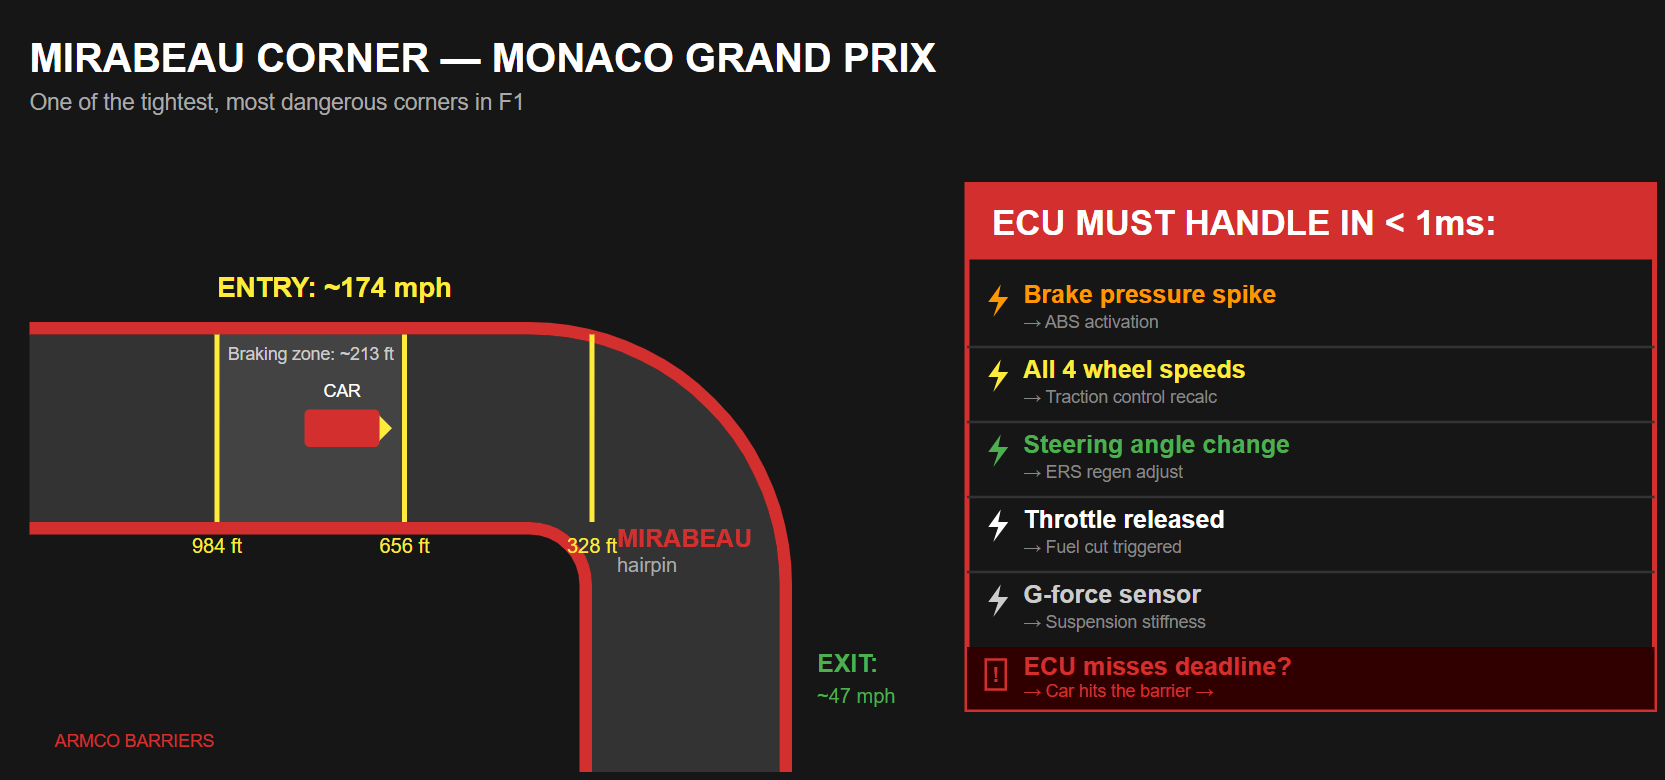 MIRABEAU CORNER — MONACO GRAND PRIX
One of the tightest, most dangerous corners in F1
ENTRY: ~174 mph
Braking zone: ~213 ft
CAR
984 ft
656 ft
328 ft
MIRABEAU
hairpin
EXIT:
~47 mph
ARMCO BARRIERS
ECU MUST HANDLE IN < 1ms:
Brake pressure spike
→ ABS activation
All 4 wheel speeds
→ Traction control recalc
Steering angle change
→ ERS regen adjust
Throttle released
→ Fuel cut triggered
G-force sensor
→ Suspension stiffness
! ECU misses deadline?
→ Car hits the barrier →